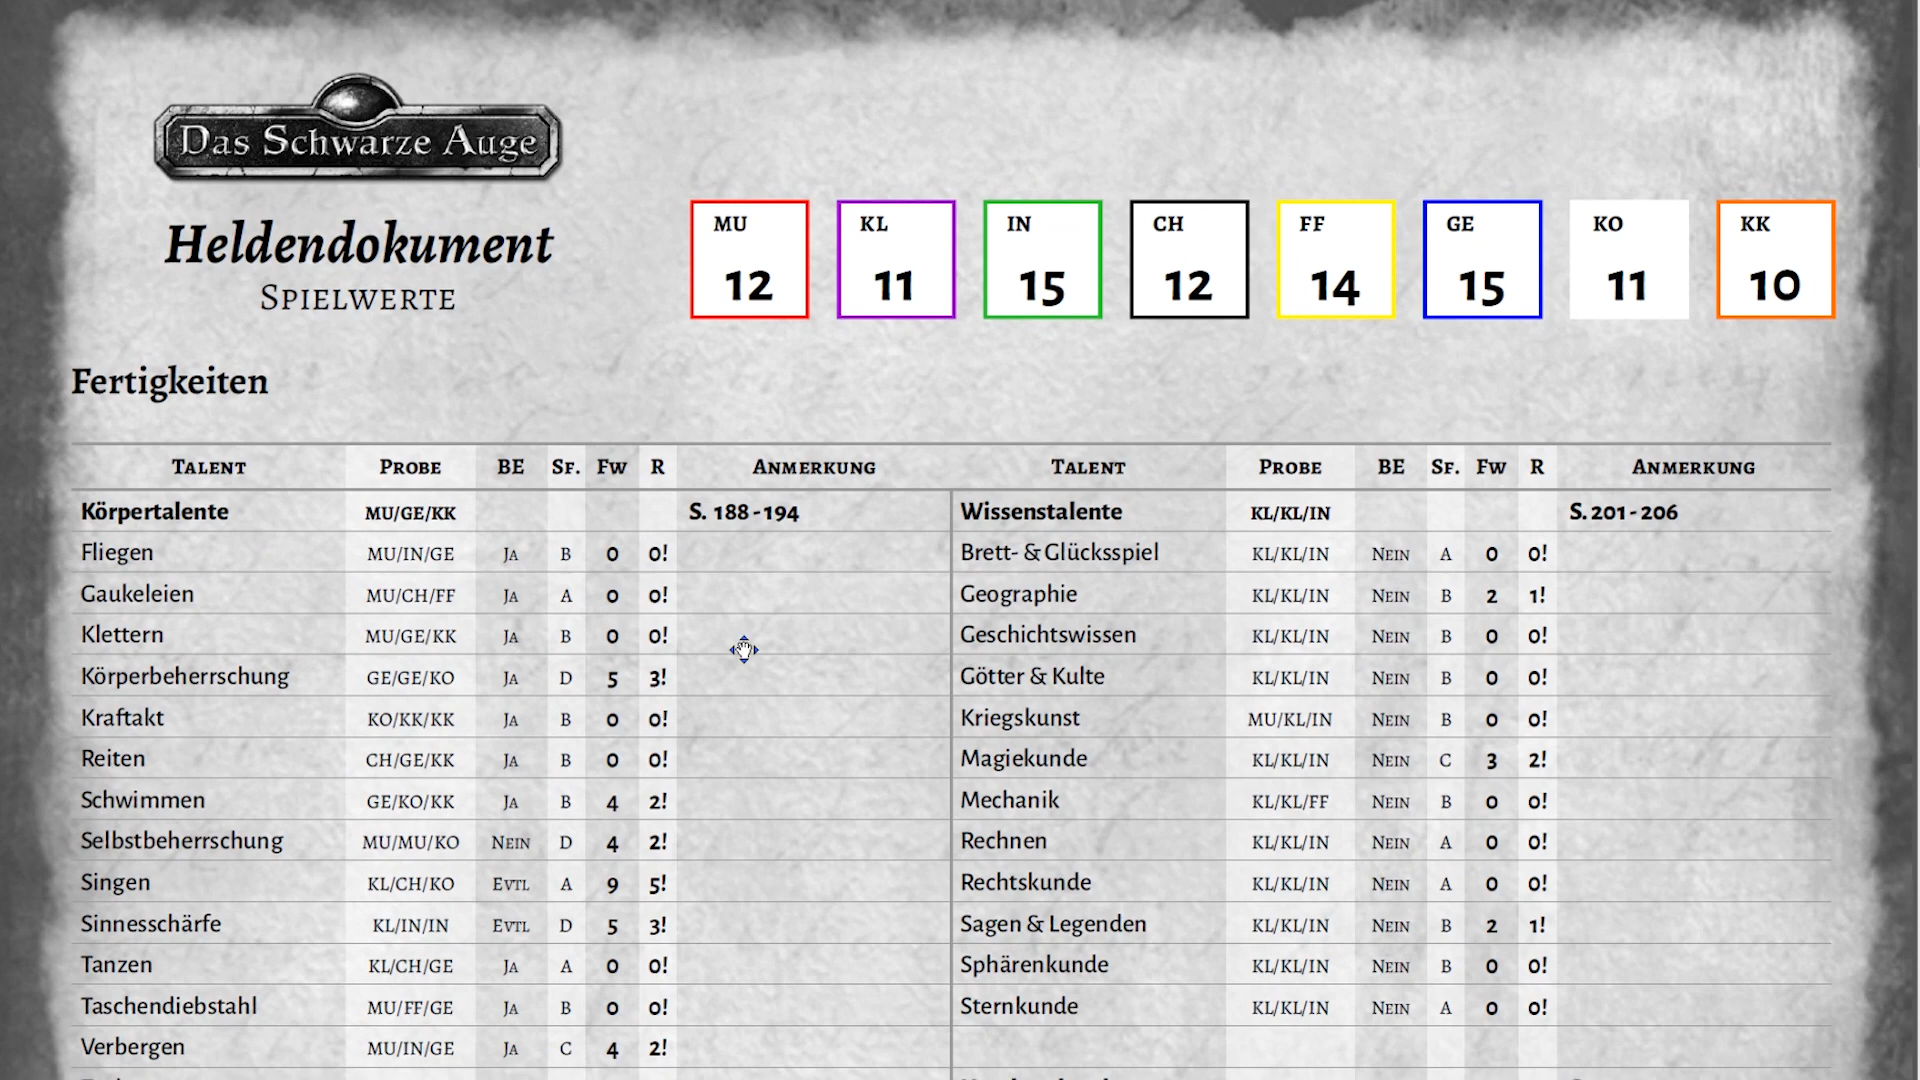 Das Schwarze Auge
Heldendokument
Spielwerte
MU KL IN CH FF GE KO KK
12 11 15 12 14 15 11 10
Fertigkeiten
Talent Probe BE Sf. Fw R Anmerkung Talent Probe BE Sf. Fw R Anmerkung
Körpertalente MU/GE/KK S. 188 - 194 Wissenstalente KL/KL/IN S. 201 - 206
Fliegen MU/IN/GE Ja B 0 0! Brett- & Glücksspiel KL/KL/IN Nein A 0 0!
Gaukeleien MU/CH/FF Ja A 0 0! Geographie KL/KL/IN Nein B 2 1!
Klettern MU/GE/KK Ja B 0 0! Geschichtswissen KL/KL/IN Nein B 0 0!
Körperbeherrschung GE/GE/KO Ja D 5 3! Götter & Kulte KL/KL/IN Nein B 0 0!
Kraftakt KO/KK/KK Ja B 0 0! Kriegskunst MU/KL/IN Nein B 0 0!
Reiten CH/GE/KK Ja B 0 0! Magiekunde KL/KL/IN Nein C 3 2!
Schwimmen GE/KO/KK Ja B 4 2! Mechanik KL/KL/FF Nein B 0 0!
Selbstbeherrschung MU/MU/KO Nein D 4 2! Rechnen KL/KL/IN Nein A 0 0!
Singen KL/CH/KO Evtl A 9 5! Rechtskunde KL/KL/IN Nein A 0 0!
Sinnesschärfe KL/IN/IN Evtl D 5 3! Sagen & Legenden KL/KL/IN Nein B 2 1!
Tanzen KL/CH/GE Ja A 0 0! Sphärenkunde KL/KL/IN Nein B 0 0!
Taschendiebstahl MU/FF/GE Ja B 0 0! Sternkunde KL/KL/IN Nein A 0 0!
Verbergen MU/IN/GE Ja C 4 2!